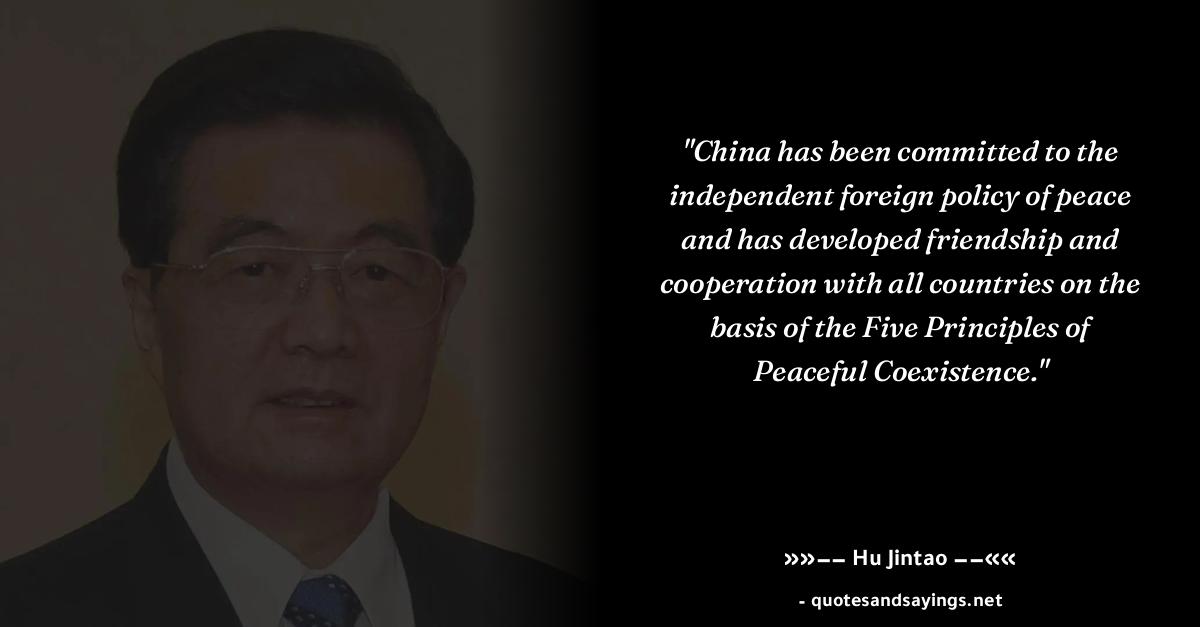 "China has been committed to the
independent foreign policy of peace
and has developed friendship and
cooperation with all countries on the
basis of the Five Principles of
Peaceful Coexistence."
»»−− Hu Jintao −−««
- quotesandsayings.net